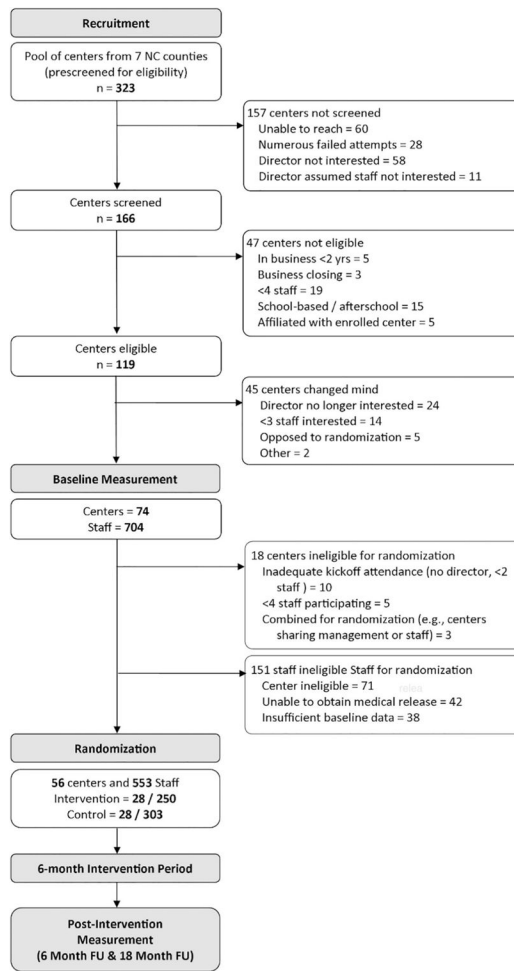 Recruitment
Pool of centers from 7 NC counties
(prescreened for eligibility)
n = 323
157 centers not screened
Unable to reach = 60
Numerous failed attempts = 28
Director not interested = 58
Director assumed staff not interested = 11
Centers screened
n = 166
47 centers not eligible
In business <2 yrs = 5
Business closing = 3
<4 staff = 19
School-based / afterschool = 15
Affiliated with enrolled center = 5
Centers eligible
n = 119
45 centers changed mind
Director no longer interested = 24
<3 staff interested = 14
Opposed to randomization = 5
Other = 2
Baseline Measurement
Centers = 74
Staff = 704
18 centers ineligible for randomization
Inadequate kickoff attendance (no director, <2
staff ) = 10
<4 staff participating = 5
Combined for randomization (e.g., centers
sharing management or staff) = 3
151 staff ineligible Staff for randomization
Center ineligible = 71
Unable to obtain medical release = 42
Insufficient baseline data = 38
Randomization
56 centers and 553 Staff
Intervention = 28 / 250
Control = 28 / 303
6-month Intervention Period
Post-Intervention
Measurement
(6 Month FU & 18 Month FU)